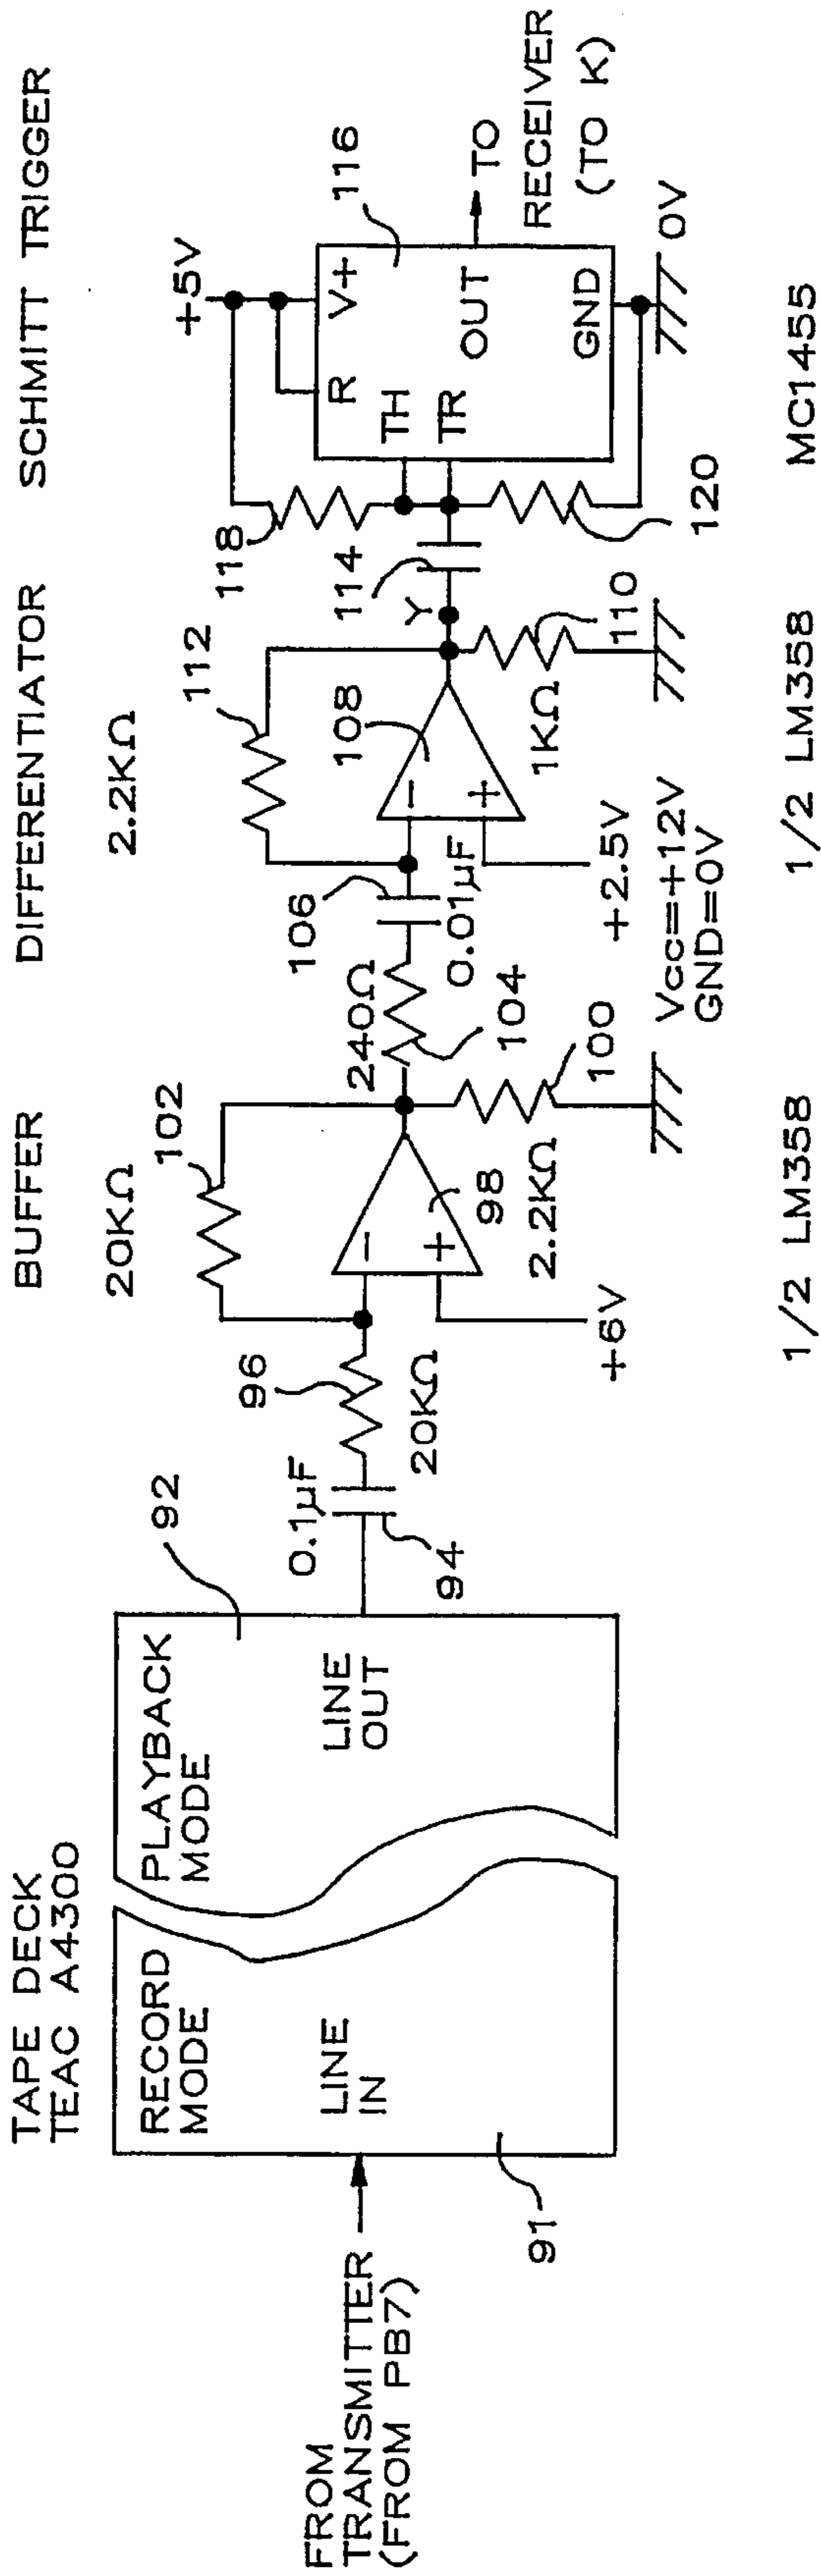 TAPE DECK
TEAC A4300
BUFFER
DIFFERENTIATOR
SCHMITT TRIGGER
FROM
TRANSMITTER
(FROM PB7)
91
RECORD
MODE
LINE
IN
PLAYBACK
MODE
LINE
OUT
92
0.1µF
94
96
20KΩ
20KΩ
102
−
+
98
+6V
2.2KΩ
100
240Ω
104
106
0.01µF
2.2KΩ
112
−
+
108
+2.5V
1KΩ
110
Y
114
118
120
+5V
R
V+
TH
TR
OUT
GND
116
TO
RECEIVER
(TO K)
0V
Vcc=+12V
GND=0V
1/2 LM358
1/2 LM358
MC1455